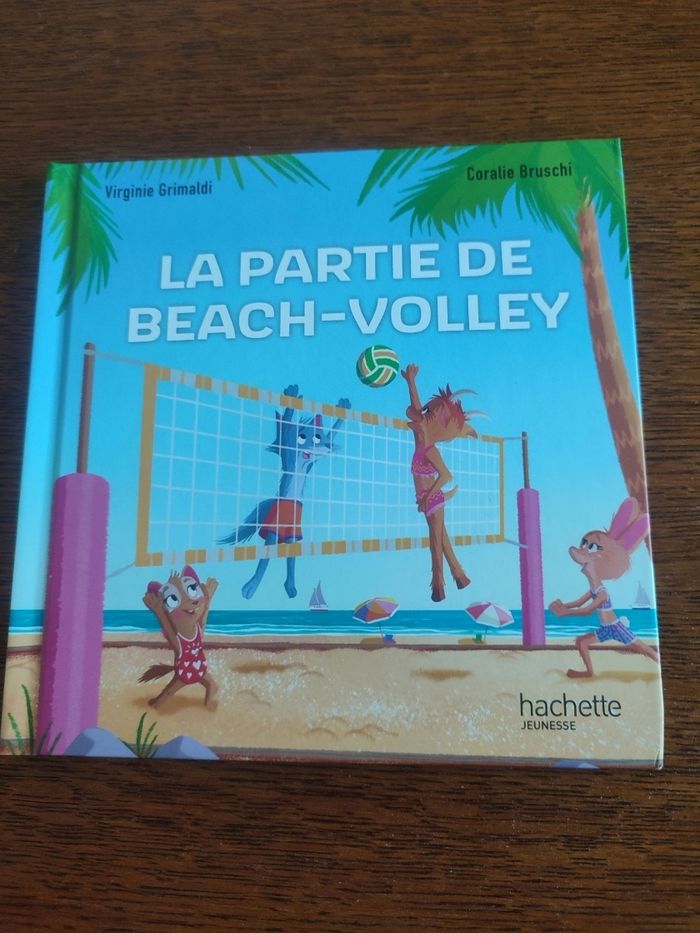 Virginie Grimaldi
Coralie Bruschi
LA PARTIE DE
BEACH-VOLLEY
hachette
JEUNESSE